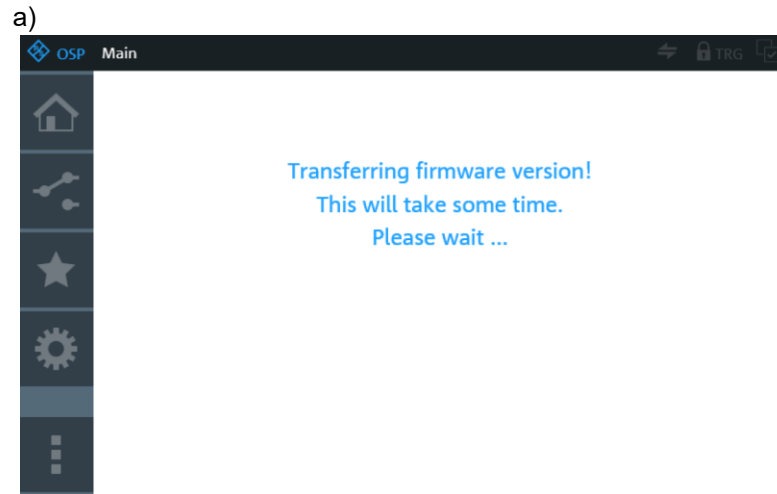 a)
OSP Main TRG
Transferring firmware version!
This will take some time.
Please wait ...